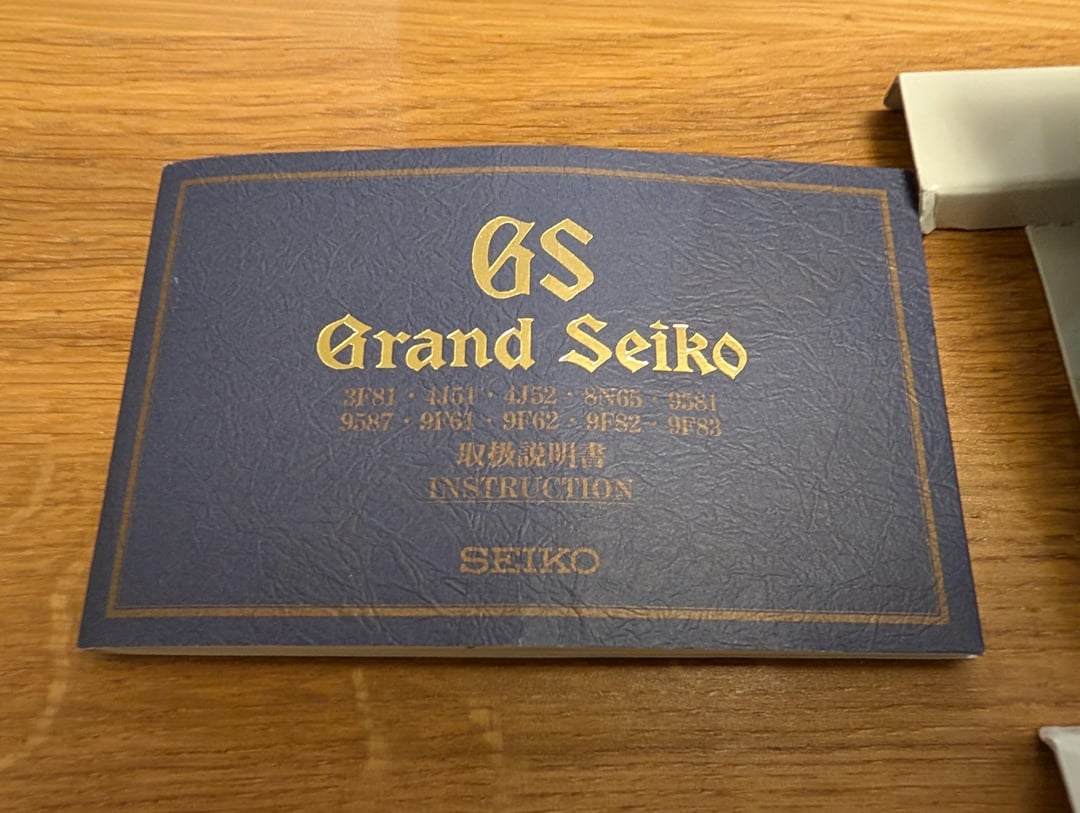 GS
Grand Seiko
3F81・4J51・4J52・8N65・9581
9587・9F61・9F62・9F82・9F83
取扱説明書
INSTRUCTION
SEIKO